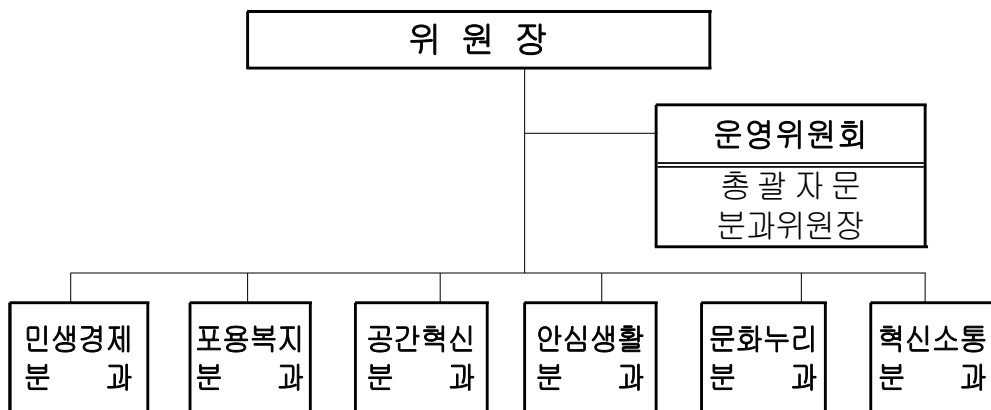 위 원 장
운영위원회
총 괄 자 문
분과위원장
민생경제 분 과
포용복지 분 과
공간혁신 분 과
안심생활 분 과
문화누리 분 과
혁신소통 분 과